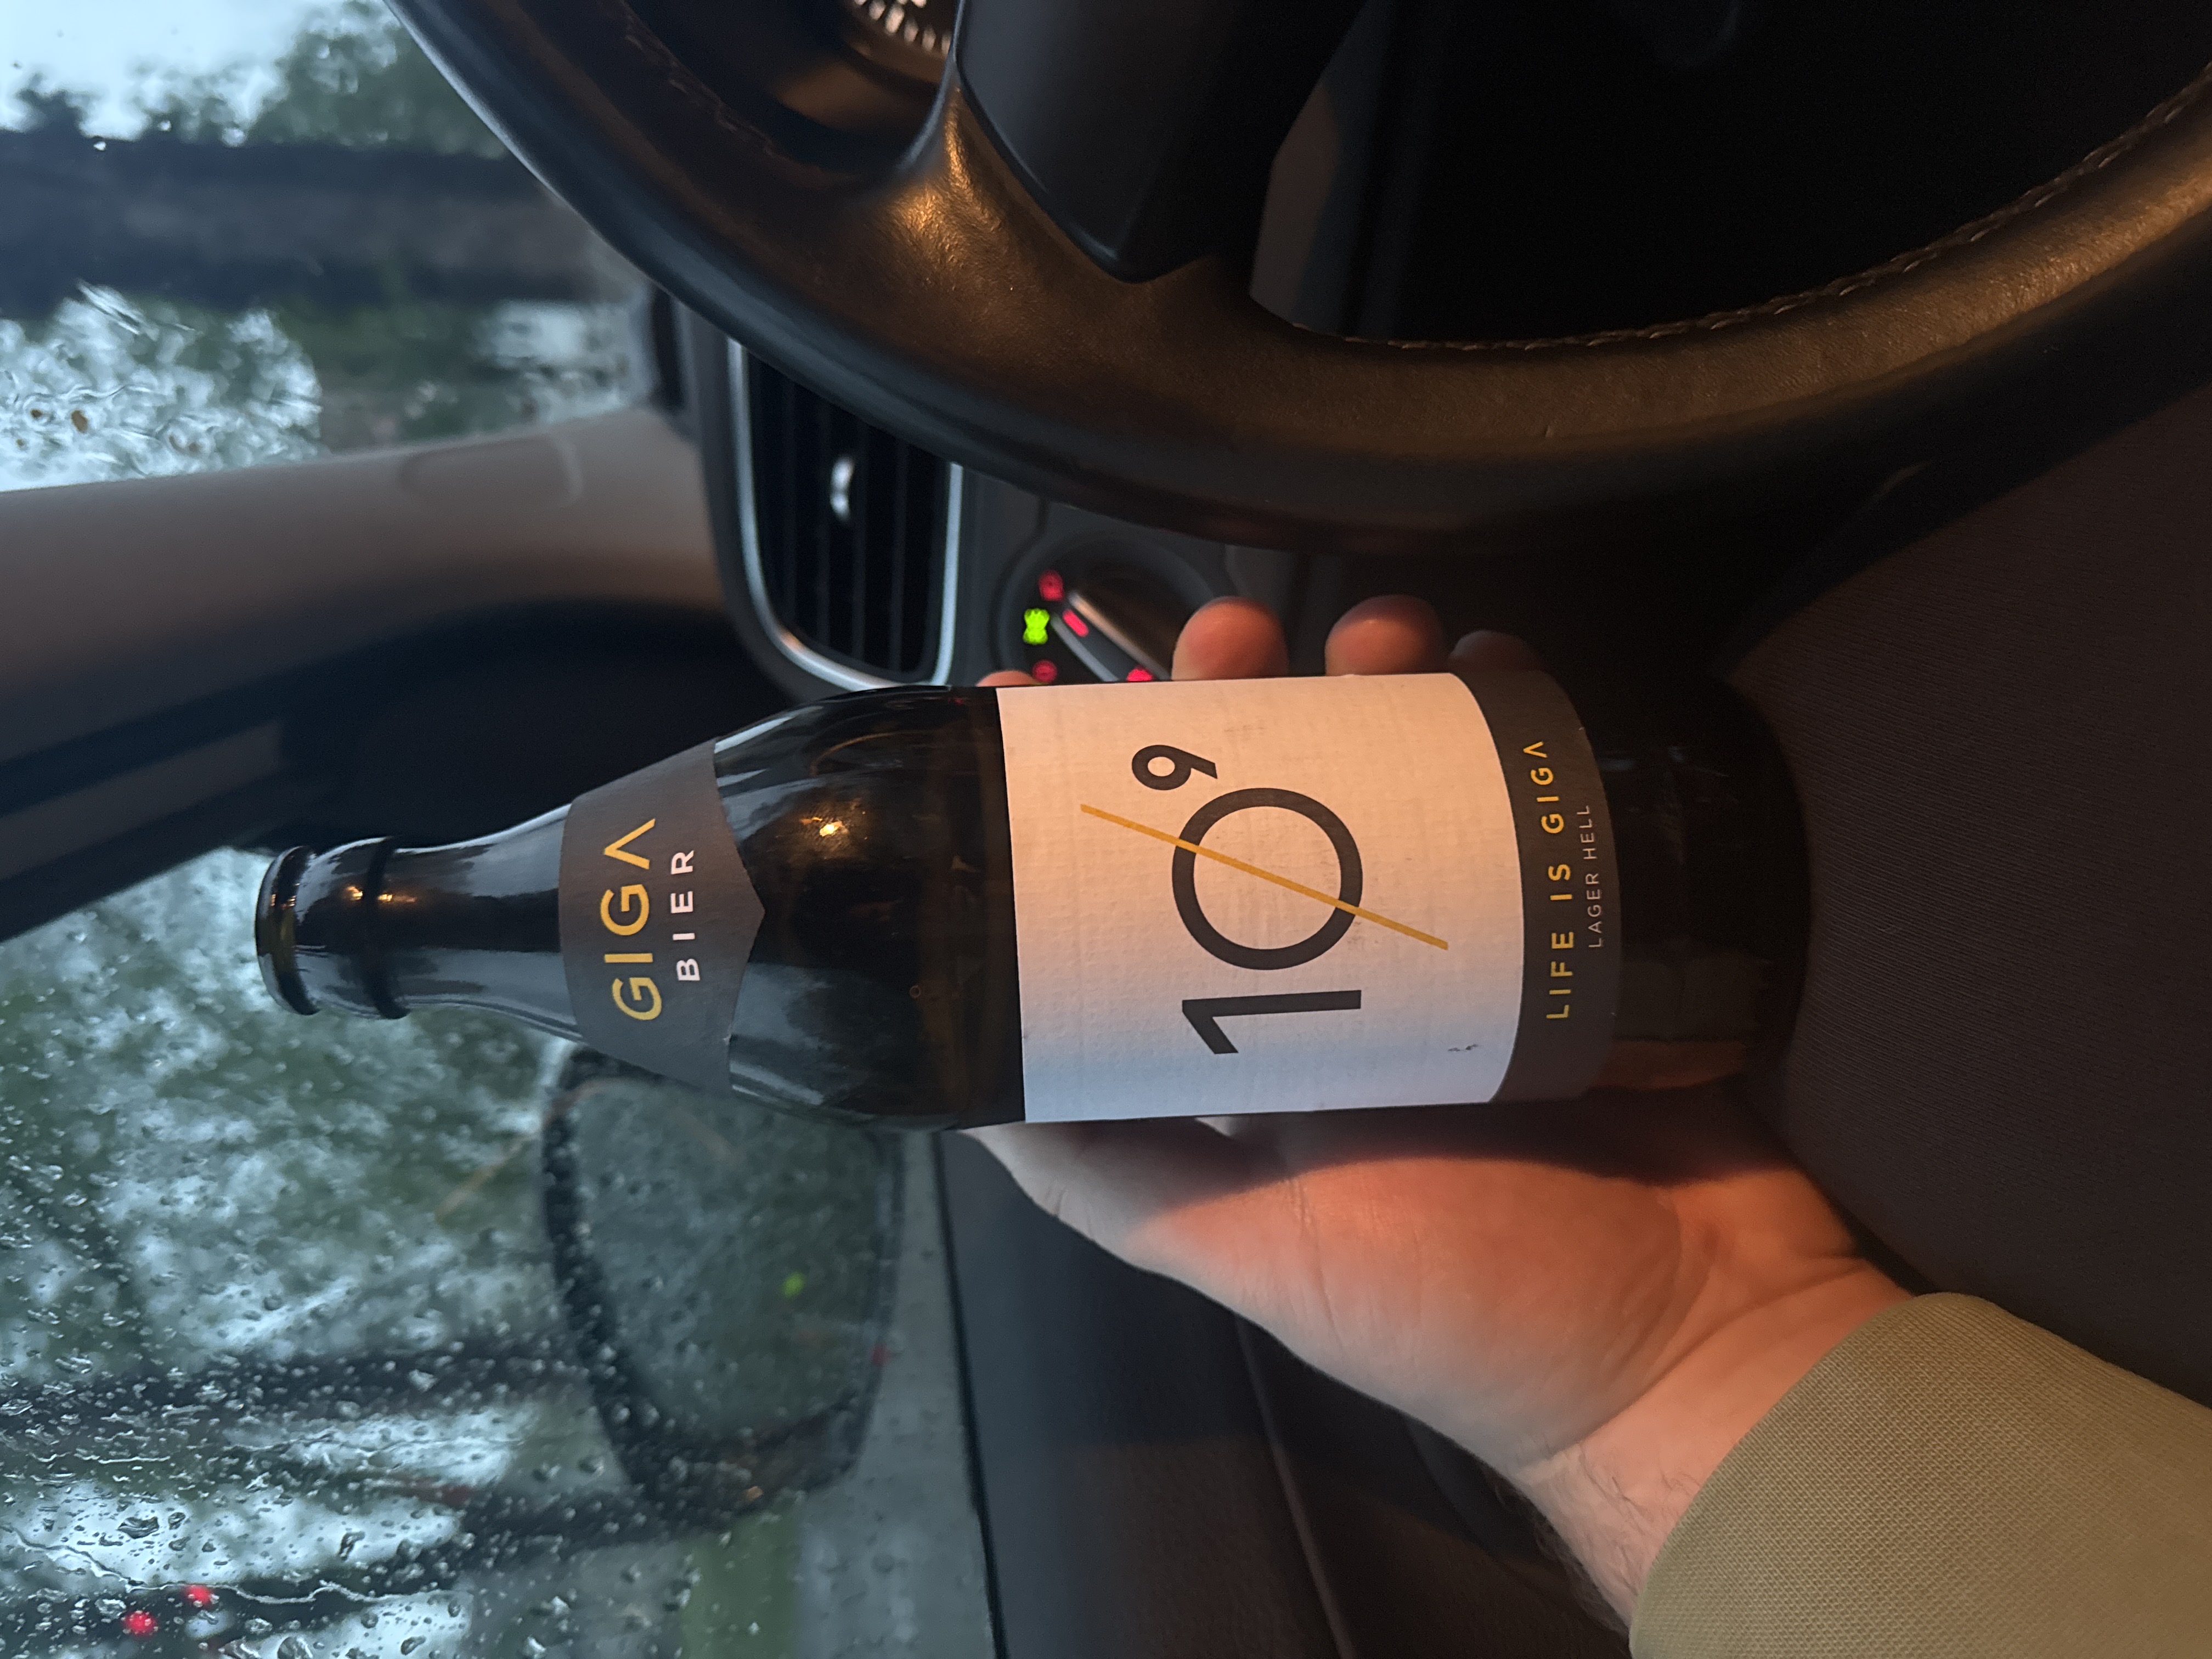 GIGΛ
BIER
10⁹
LIFE IS GIGΛ
LAGER HELL